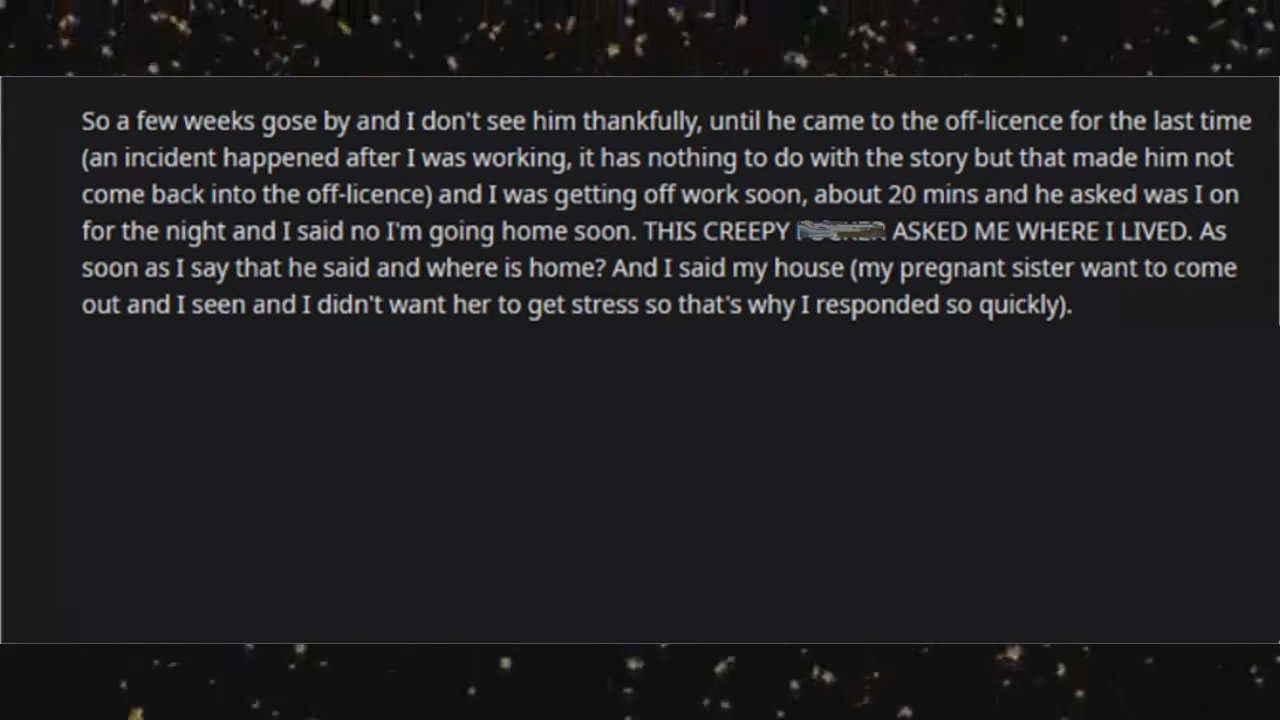 So a few weeks gose by and I don't see him thankfully, until he came to the off-licence for the last time
(an incident happened after I was working, it has nothing to do with the story but that made him not
come back into the off-licence) and I was getting off work soon, about 20 mins and he asked was I on
for the night and I said no I'm going home soon. THIS CREEPY ASKED ME WHERE I LIVED. As
soon as I say that he said and where is home? And I said my house (my pregnant sister want to come
out and I seen and I didn't want her to get stress so that's why I responded so quickly).